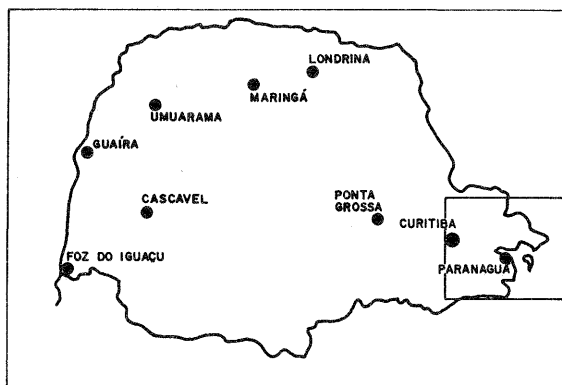 LONDRINA
MARINGÁ
UMUARAMA
GUAÍRA
CASCAVEL
PONTA
GROSSA
CURITIBA
FOZ DO IGUAÇU
PARANAGUÁ